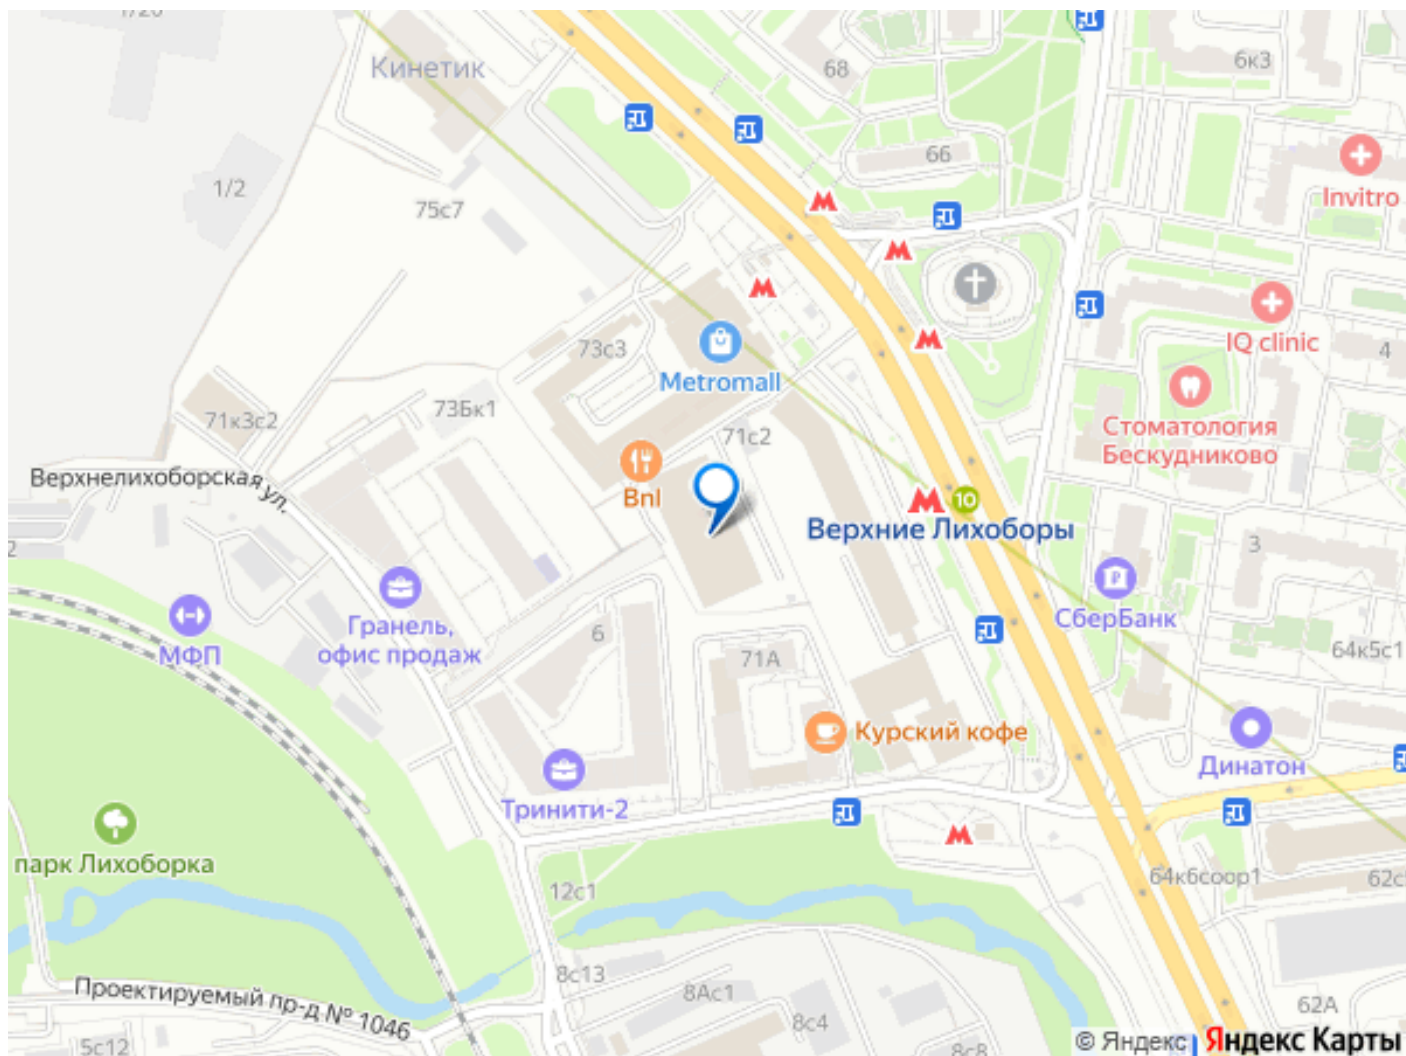 Кинетик
68
6к3
66
Invitro
1/2
75с7
IQ clinic
4
73с3
Metromall
71к3с2
73Бк1
71с2
Стоматология
Бескудниково
Верхнелихоборская ул.
Bnl
10
Верхние Лихоборы
3
СберБанк
МФП
Гранель,
офис продаж
6
71А
64к5с1
Курский кофе
Динатон
Тринити-2
парк Лихоборка
12с1
64к6соор1
8с13
8Ас1
8с4
62А
Проектируемый пр-д № 1046
5с12
8с8
© Яндекс
Яндекс Карты